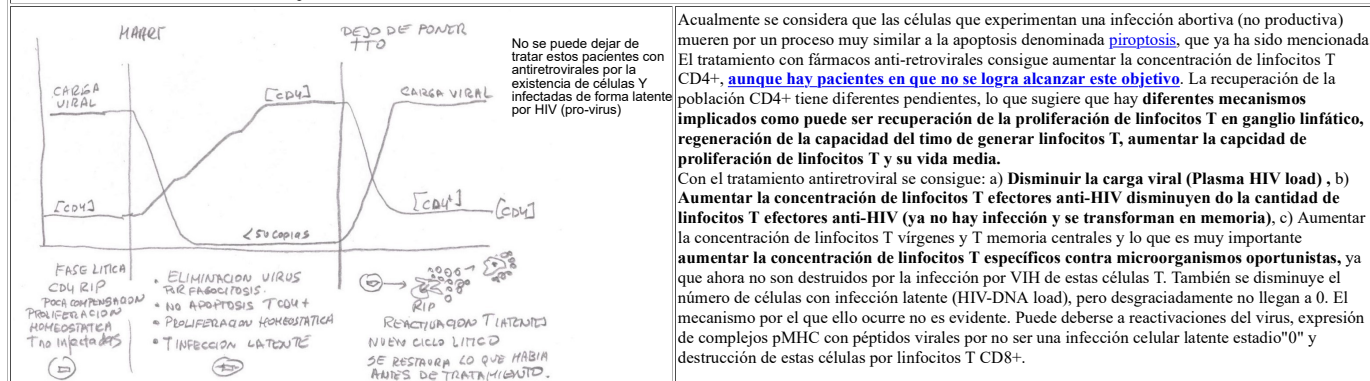 HAART
DEJO DE PONER
TTO
CARGA
VIRAL
[CD4]
CARGA VIRAL
[CD4]
<50 copias
[CD4+]
[CD4]
FASE LITICA
CD4 RIP
POCA COMPENSACION
PROLIFERACION
HOMEOSTATICA
T no infectados
• ELIMINACION VIRUS
POR FAGOCITOSIS.
• NO APOPTOSIS TCD4+
• PROLIFERACION HOMEOSTATICA
• T INFECCION LATENTE
RIP
REACTIVACION T LATENTES
NUEVO CICLO LITICO
SE RESTAURA LO QUE HABIA
ANTES DE TRATAMIENTO.
No se puede dejar de
tratar estos pacientes con
antiretrovirales por la
existencia de células Y
infectadas de forma latente
por HIV (pro-virus)
Acualmente se considera que las células que experimentan una infección abortiva (no productiva)
mueren por un proceso muy similar a la apoptosis denominada piroptosis, que ya ha sido mencionada
El tratamiento con fármacos anti-retrovirales consigue aumentar la concentración de linfocitos T
CD4+, aunque hay pacientes en que no se logra alcanzar este objetivo. La recuperación de la
población CD4+ tiene diferentes pendientes, lo que sugiere que hay diferentes mecanismos
implicados como puede ser recuperación de la proliferación de linfocitos T en ganglio linfático,
regeneración de la capacidad del timo de generar linfocitos T, aumentar la capcidad de
proliferación de linfocitos T y su vida media.
Con el tratamiento antiretroviral se consigue: a) Disminuir la carga viral (Plasma HIV load) , b)
Aumentar la concentración de linfocitos T efectores anti-HIV disminuyen do la cantidad de
linfocitos T efectores anti-HIV (ya no hay infección y se transforman en memoria), c) Aumentar
la concentración de linfocitos T vírgenes y T memoria centrales y lo que es muy importante
aumentar la concentración de linfocitos T específicos contra microorganismos oportunistas, ya
que ahora no son destruidos por la infección por VIH de estas células T. También se disminuye el
número de células con infección latente (HIV-DNA load), pero desgraciadamente no llegan a 0. El
mecanismo por el que ello ocurre no es evidente. Puede deberse a reactivaciones del virus, expresión
de complejos pMHC con péptidos virales por no ser una infección celular latente estadio"0" y
destrucción de estas células por linfocitos T CD8+.